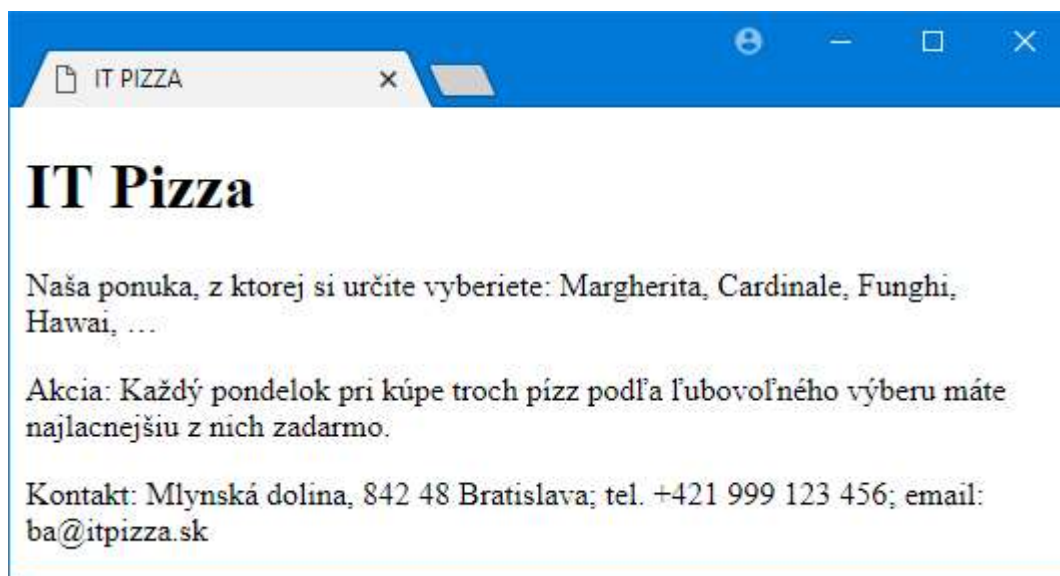 IT PIZZA
IT Pizza
Naša ponuka, z ktorej si určite vyberiete: Margherita, Cardinale, Funghi,
Hawai, …
Akcia: Každý pondelok pri kúpe troch pízz podľa ľubovoľného výberu máte
najlacnejšiu z nich zadarmo.
Kontakt: Mlynská dolina, 842 48 Bratislava; tel. +421 999 123 456; email:
ba@itpizza.sk